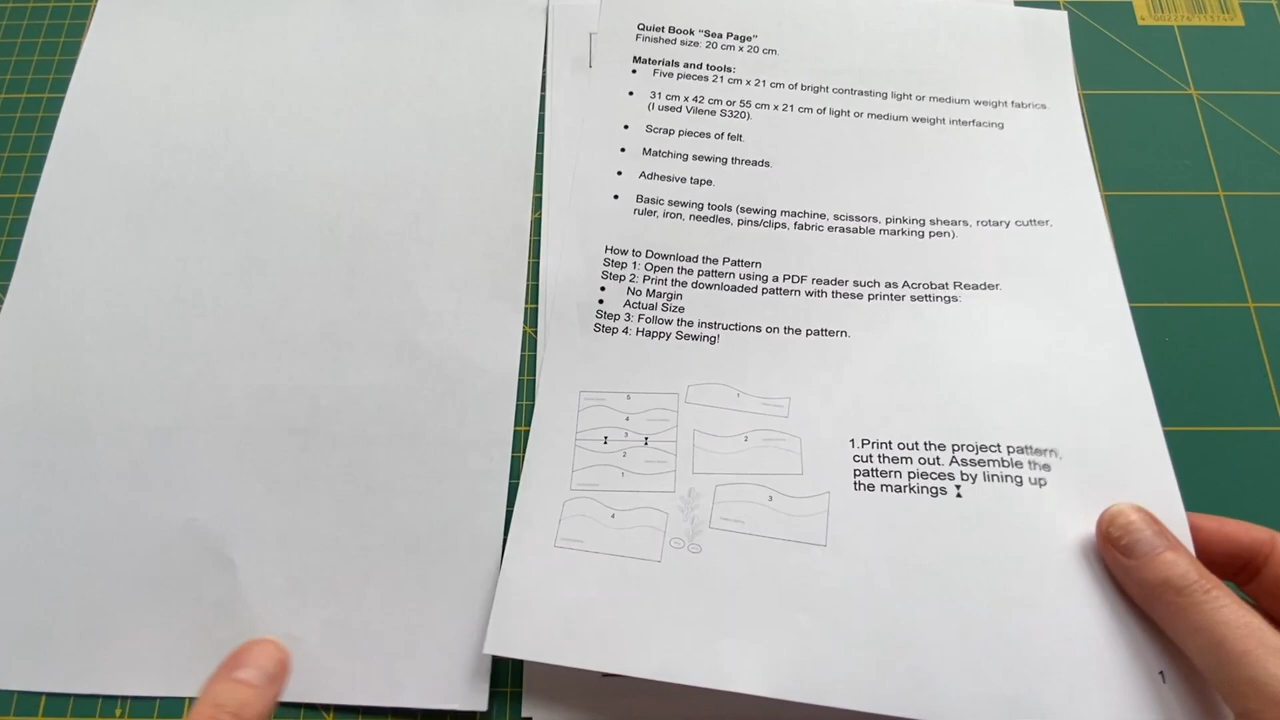 4 002276 113749
Quiet Book "Sea Page"
Finished size: 20 cm x 20 cm.
Materials and tools:
• Five pieces 21 cm x 21 cm of bright contrasting light or medium weight fabrics.
• 31 cm x 42 cm or 55 cm x 21 cm of light or medium weight interfacing
(I used Vilene S320).
• Scrap pieces of felt.
• Matching sewing threads.
• Adhesive tape.
• Basic sewing tools (sewing machine, scissors, pinking shears, rotary cutter,
ruler, iron, needles, pins/clips, fabric erasable marking pen).
How to Download the Pattern
Step 1: Open the pattern using a PDF reader such as Acrobat Reader.
Step 2: Print the downloaded pattern with these printer settings:
• No Margin
• Actual Size
Step 3: Follow the instructions on the pattern.
Step 4: Happy Sewing!
5
4
3
2
1
1
2
3
4
1.Print out the project pattern,
cut them out. Assemble the
pattern pieces by lining up
the markings
1